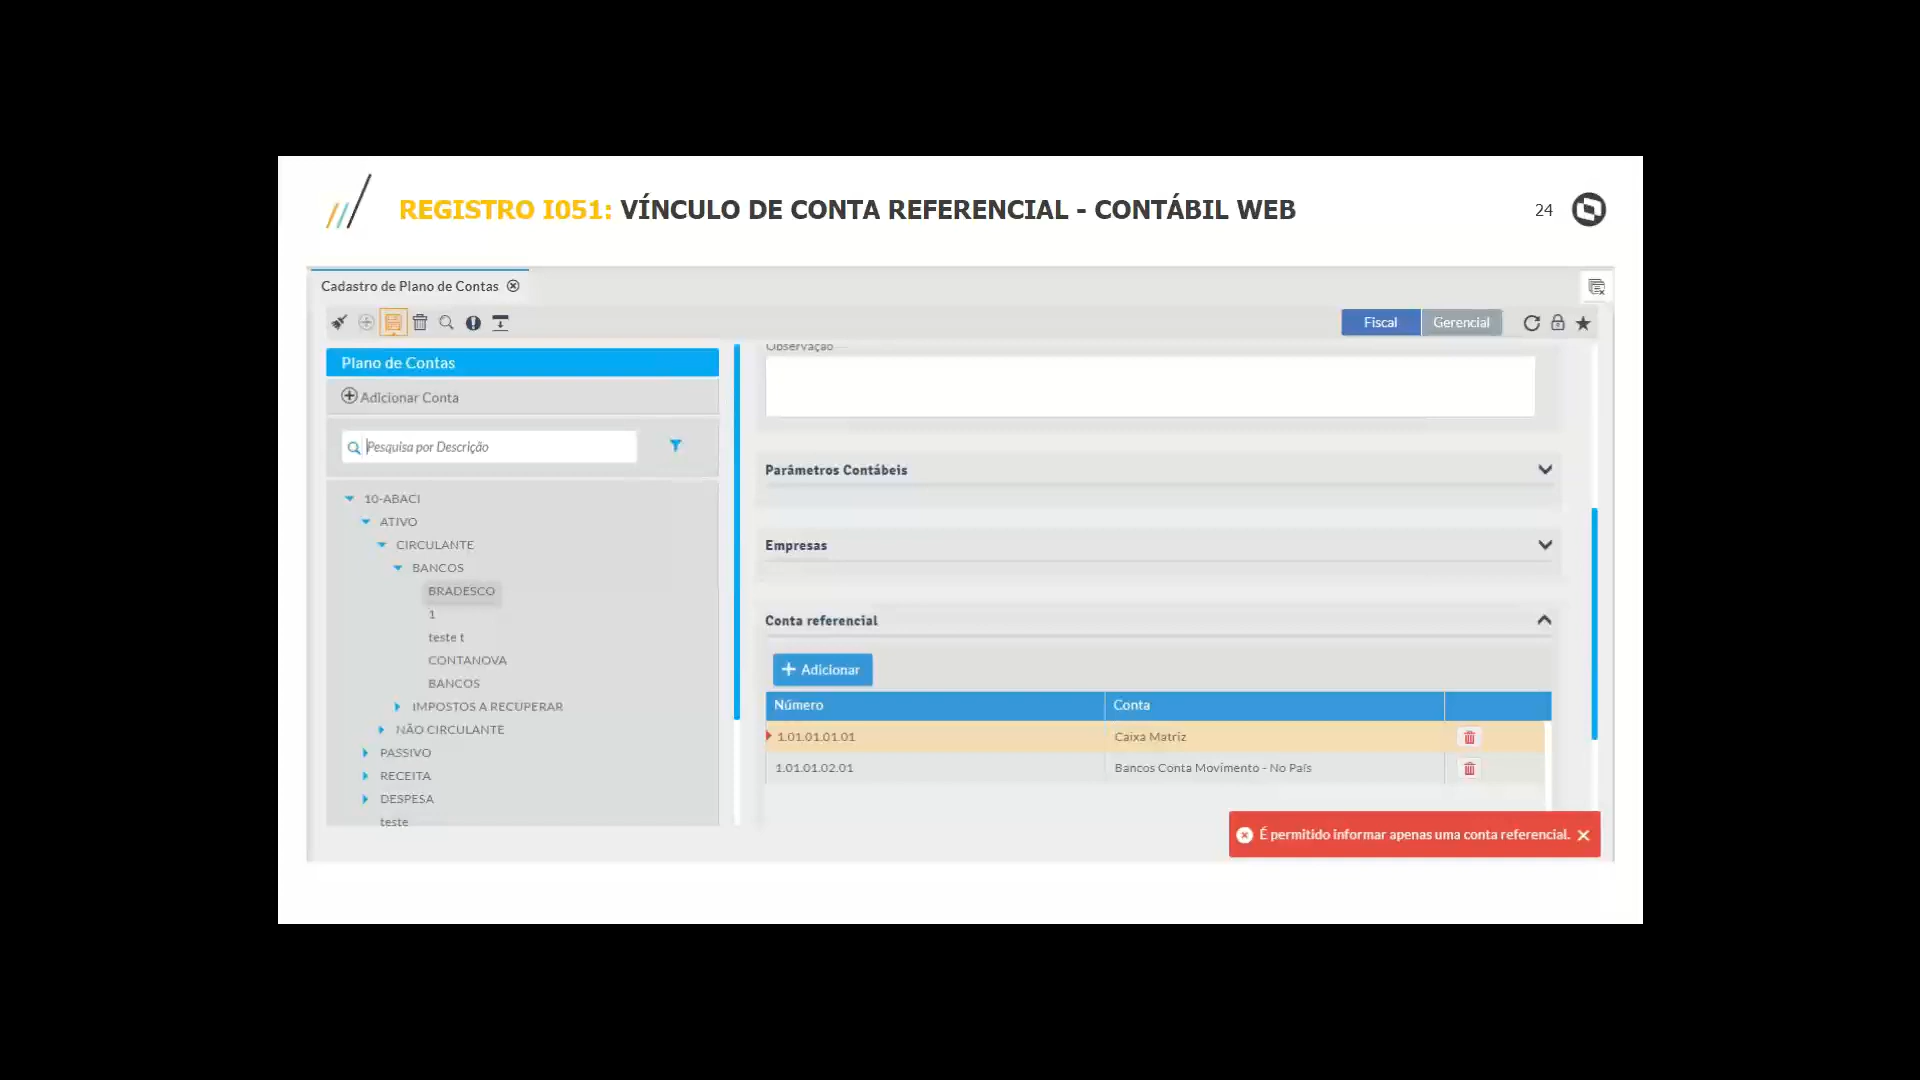 REGISTRO I051: VÍNCULO DE CONTA REFERENCIAL - CONTÁBIL WEB
24
Cadastro de Plano de Contas
Fiscal
Gerencial
Plano de Contas
Adicionar Conta
Pesquisa por Descrição
10-ABACI
ATIVO
CIRCULANTE
BANCOS
BRADESCO
1
teste t
CONTANOVA
BANCOS
IMPOSTOS A RECUPERAR
NÃO CIRCULANTE
PASSIVO
RECEITA
DESPESA
teste
Observação
Parâmetros Contábeis
Empresas
Conta referencial
Adicionar
Número Conta
1.01.01.01.01 Caixa Matriz
1.01.01.02.01 Bancos Conta Movimento - No País
É permitido informar apenas uma conta referencial.